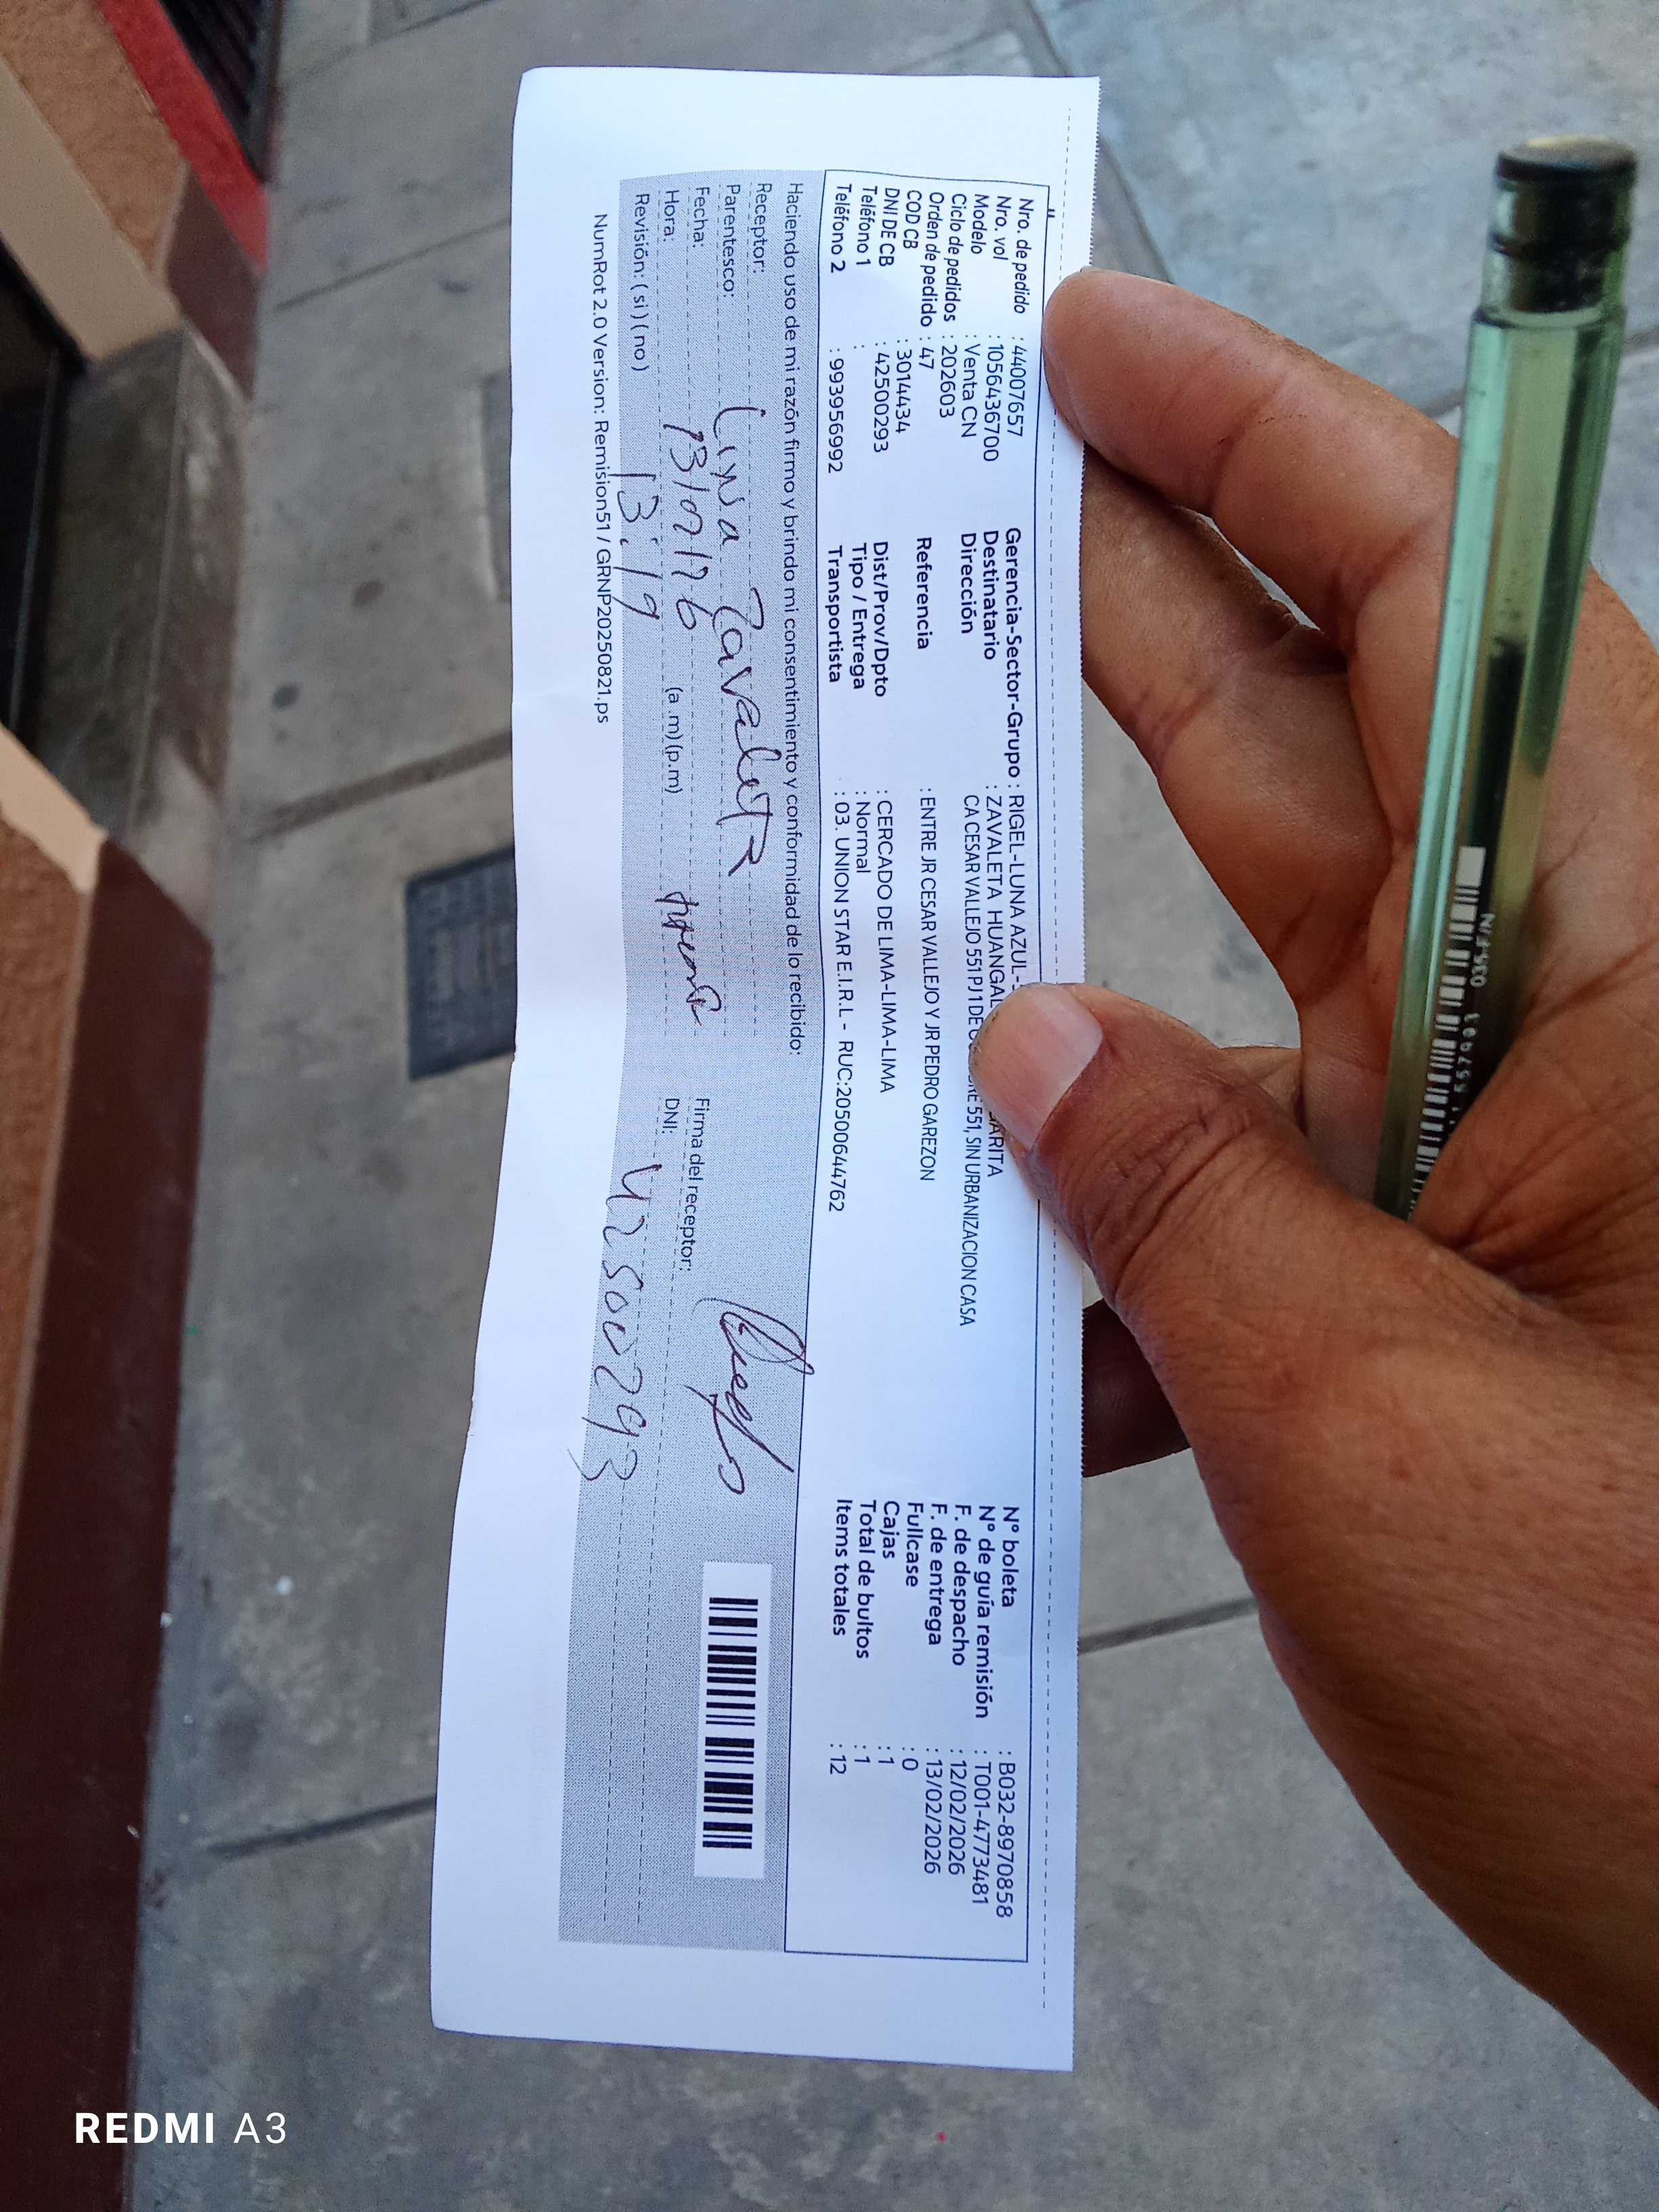 Nro. de pedido : 44007657
Nro. vol : 10564436700
Modelo : Venta CN
Ciclo de pedidos : 202603
Orden de pedido : 47
COD CB : 3014434
DNI DE CB : 42500293
Teléfono 1 :
Teléfono 2 : 993956992
Gerencia-Sector-Grupo : RIGEL-LUNA AZUL-
Destinatario : ZAVALETA HUANGAL ARITA
Dirección CA CESAR VALLEJO 551 PJ 1 DE RE 551, SIN URBANIZACION CASA
Referencia : ENTRE JR CESAR VALLEJO Y JR PEDRO GAREZON
Dist/Prov/Dpto : CERCADO DE LIMA-LIMA-LIMA
Tipo / Entrega : Normal
Transportista : 03. UNION STAR E.I.R.L - RUC:20500644762
N° boleta : B032-8970858
N° de guía remisión : T001-4773481
F. de despacho : 12/02/2026
F. de entrega : 13/02/2026
Fullcase : 0
Cajas : 1
Total de bultos : 1
Items totales : 12
Haciendo uso de mi razón firmo y brindo mi consentimiento y conformidad de lo recibido:
Receptor: Zavaleta
Parentesco:
Fecha: 13/02/26
Hora: 13:19 (a .m) (p.m)
Revisión: ( si ) ( no )
Firma del receptor:
DNI: 42500293
NumRot 2.0 Version: Remision51 / GRNP20250821.ps
REDMI A3